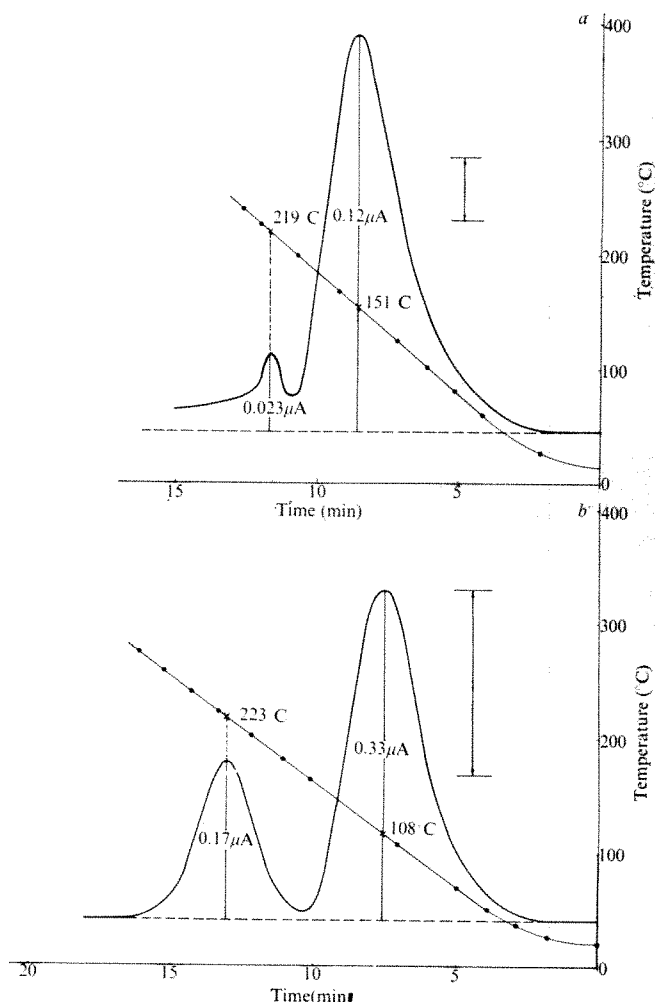 a
400
300
200
100
0
Temperature (°C)
219 C
0.12μA
151 C
0.023μA
15
10
5
Time (min)
b
400
300
200
100
0
Temperature (°C)
223 C
0.33μA
108°C
0.17μA
20
15
10
5
Time(min